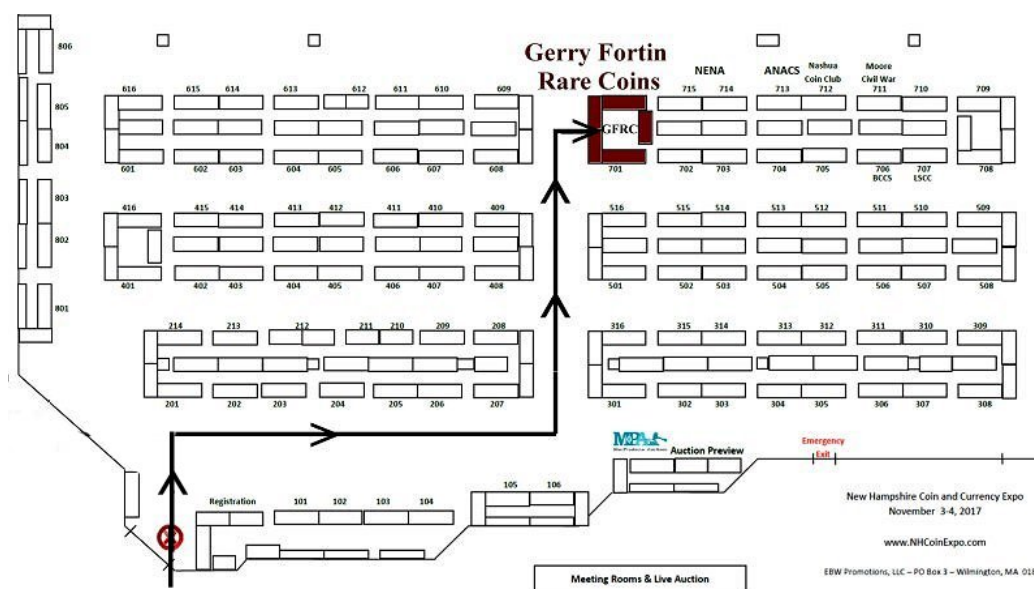 806
Gerry Fortin
Rare Coins
NENA
ANACS
Nashua
Coin Club
Moore
Civil War
805
616 615 614 613 612 611 610 609
715 714 713 712 711 710 709
GFRC
804
601 602 603 604 605 606 607 608
701 702 703 704 705 706 707 708
BCCS LSCC
803
416 415 414 413 412 411 410 409
516 515 514 513 512 511 510 509
802
401 402 403 404 405 406 407 408
501 502 503 504 505 506 507 508
801
214 213 212 211 210 209 208
316 315 314 313 312 311 310 309
201 202 203 204 205 206 207
301 302 303 304 305 306 307 308
Auction Preview
Emergency
Exit
Registration 101 102 103 104
105 106
New Hampshire Coin and Currency Expo
November 3-4, 2017
www.NHCoinExpo.com
EBW Promotions, LLC – PO Box 3 – Wilmington, MA
Meeting Rooms & Live Auction